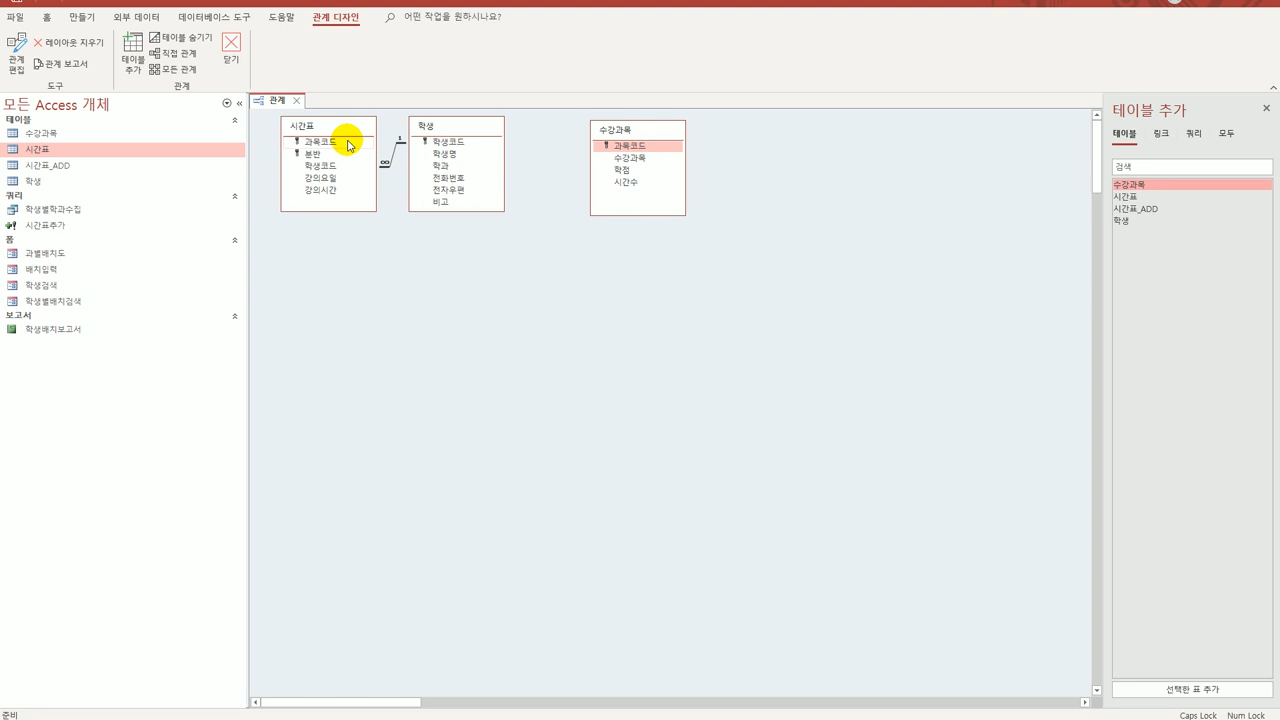 파일 홈 만들기 외부 데이터 데이터베이스 도구 도움말 관계 디자인 어떤 작업을 원하시나요?
관계 편집
레이아웃 지우기
관계 보고서
도구
테이블 추가
테이블 숨기기
직접 관계
모든 관계
닫기
관계
모든 Access 개체
테이블
수강과목
시간표
시간표_ADD
학생
쿼리
학생별학과수집
시간표추가
폼
과별배치도
배치입력
학생검색
학생별배치검색
보고서
학생배치보고서
관계
시간표
과목코드
분반
학생코드
강의요일
강의시간
1
∞
학생
학생코드
학생명
학과
전화번호
전자우편
비고
수강과목
과목코드
수강과목
학점
시간수
테이블 추가
테이블 링크 쿼리 모두
검색
수강과목
시간표
시간표_ADD
학생
선택한 표 추가
준비
Caps Lock Num Lock